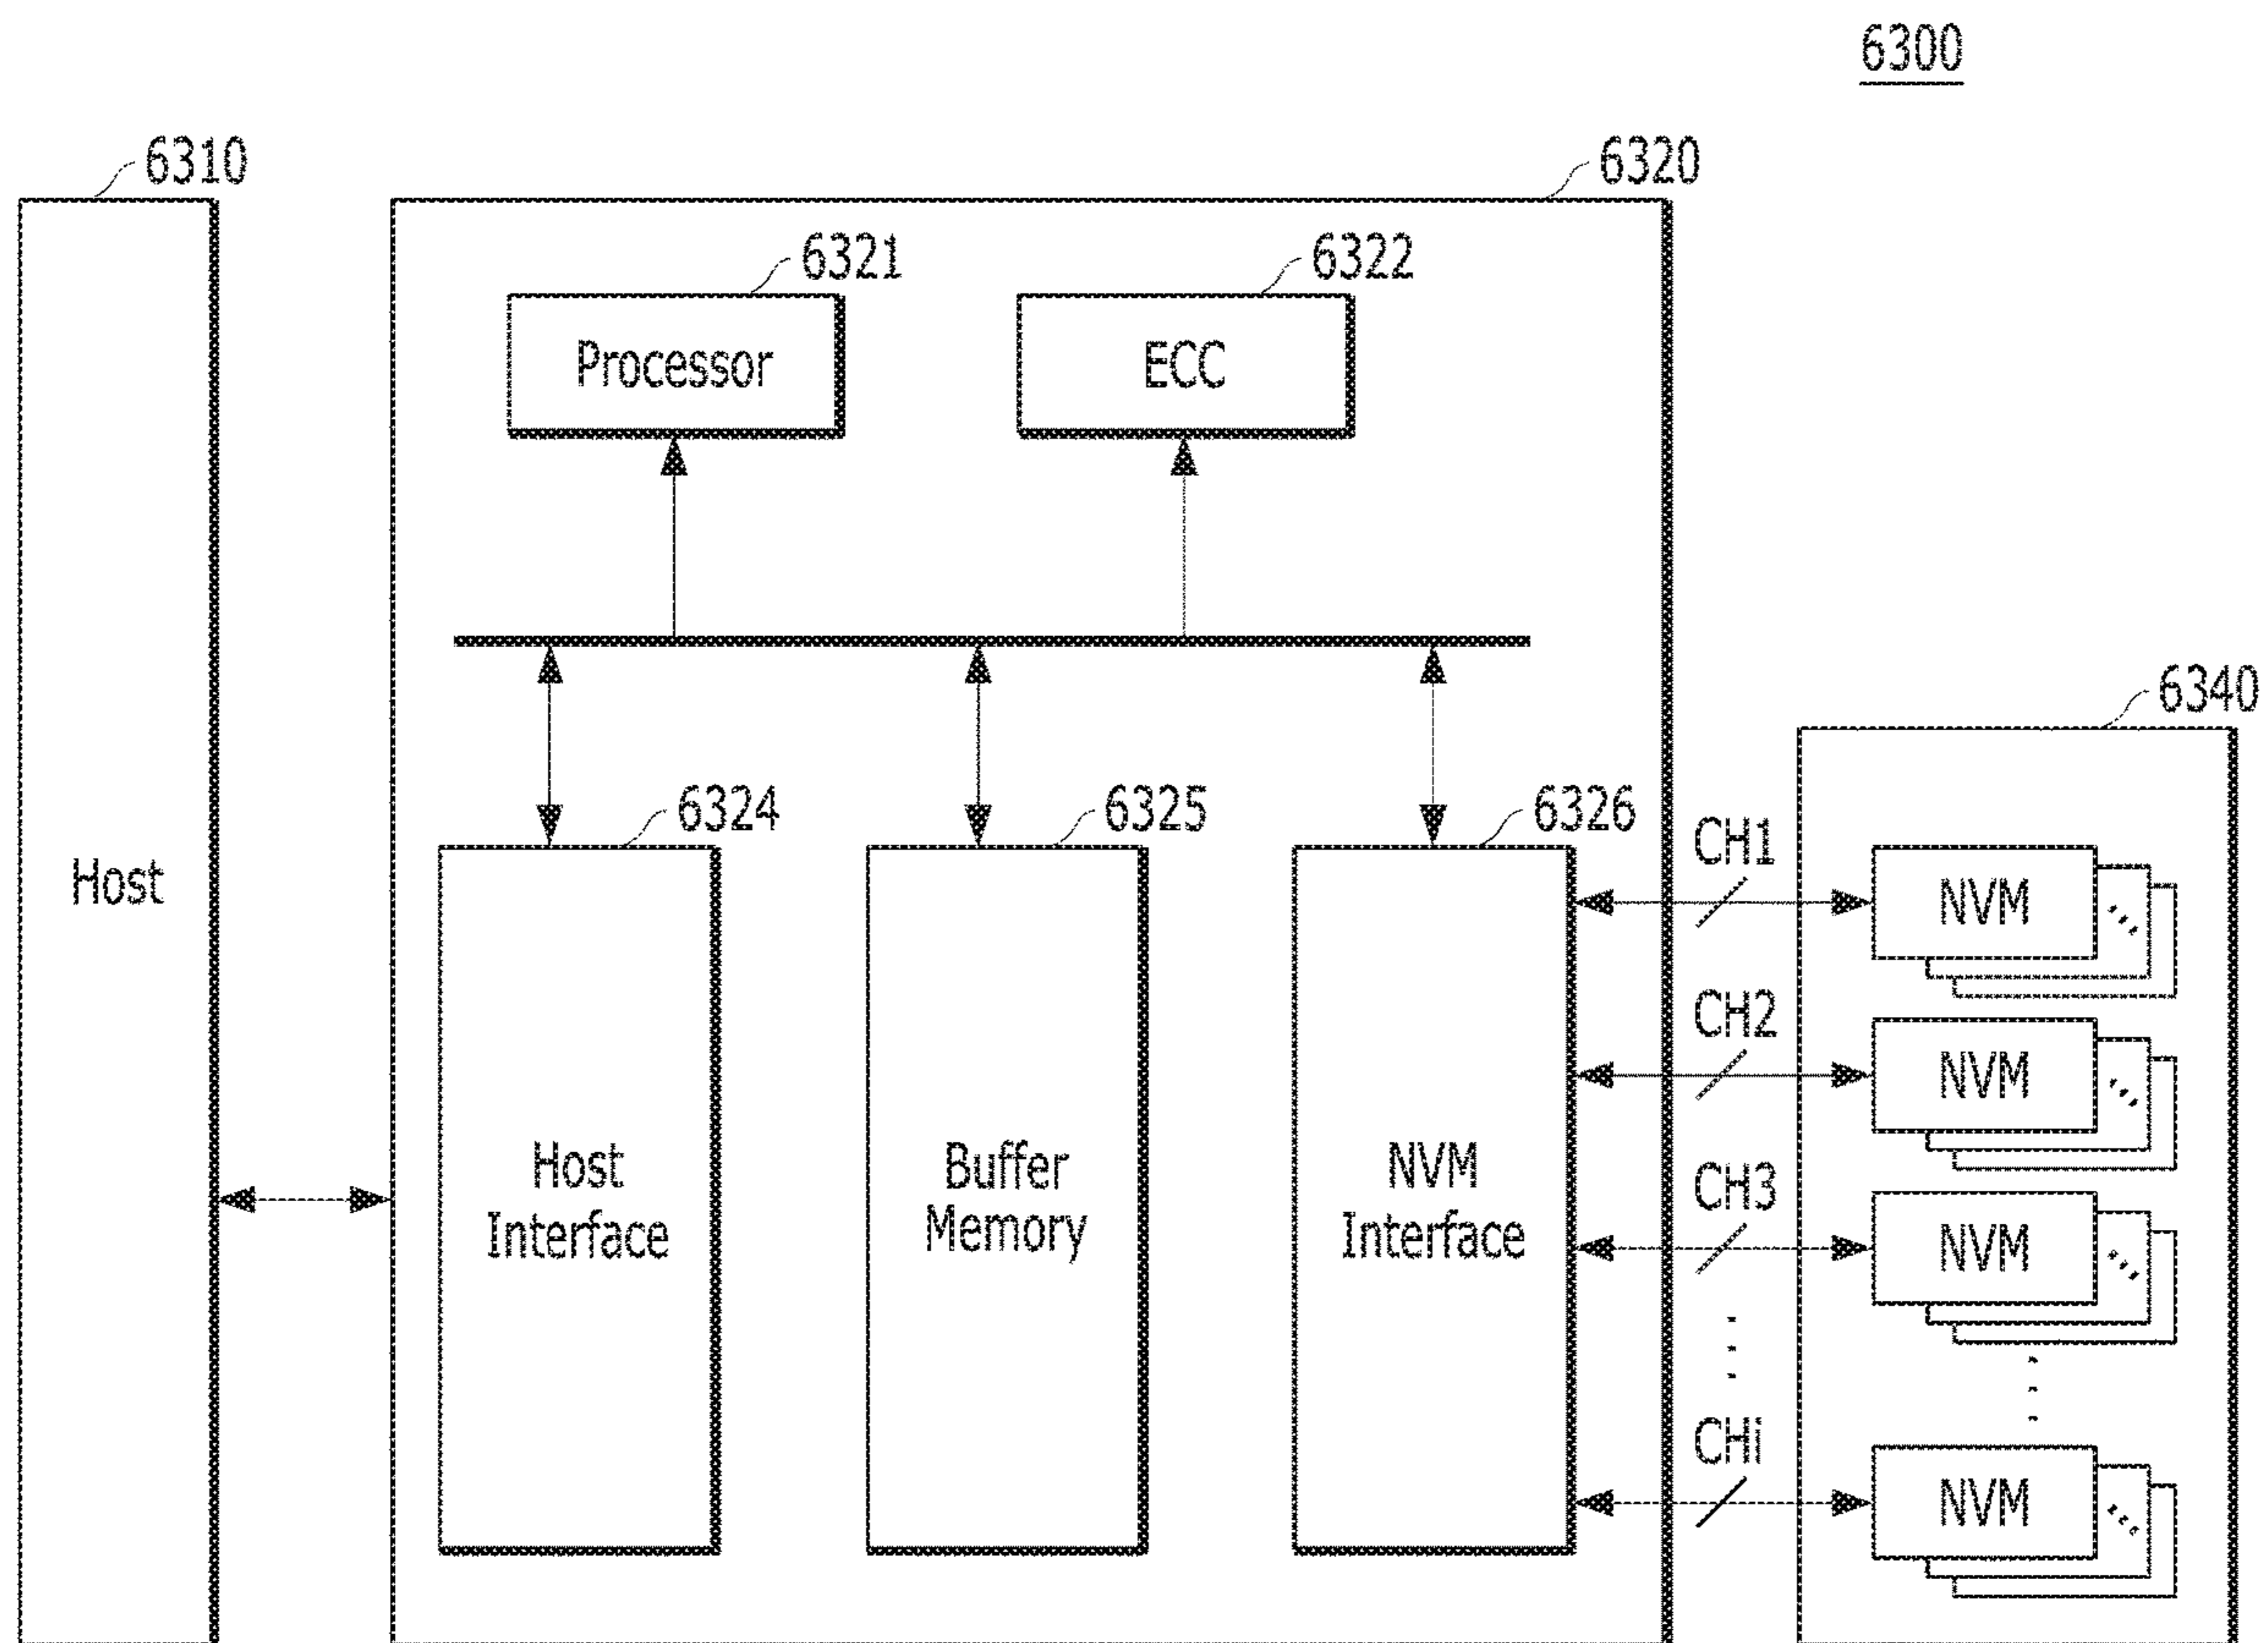 6300
6310
6320
6321
6322
Processor
ECC
6340
6324
6325
6326
CH1
Host
NVM
CH2
NVM
Host
Interface
Buffer
Memory
NVM
Interface
CH3
NVM
CHi
NVM